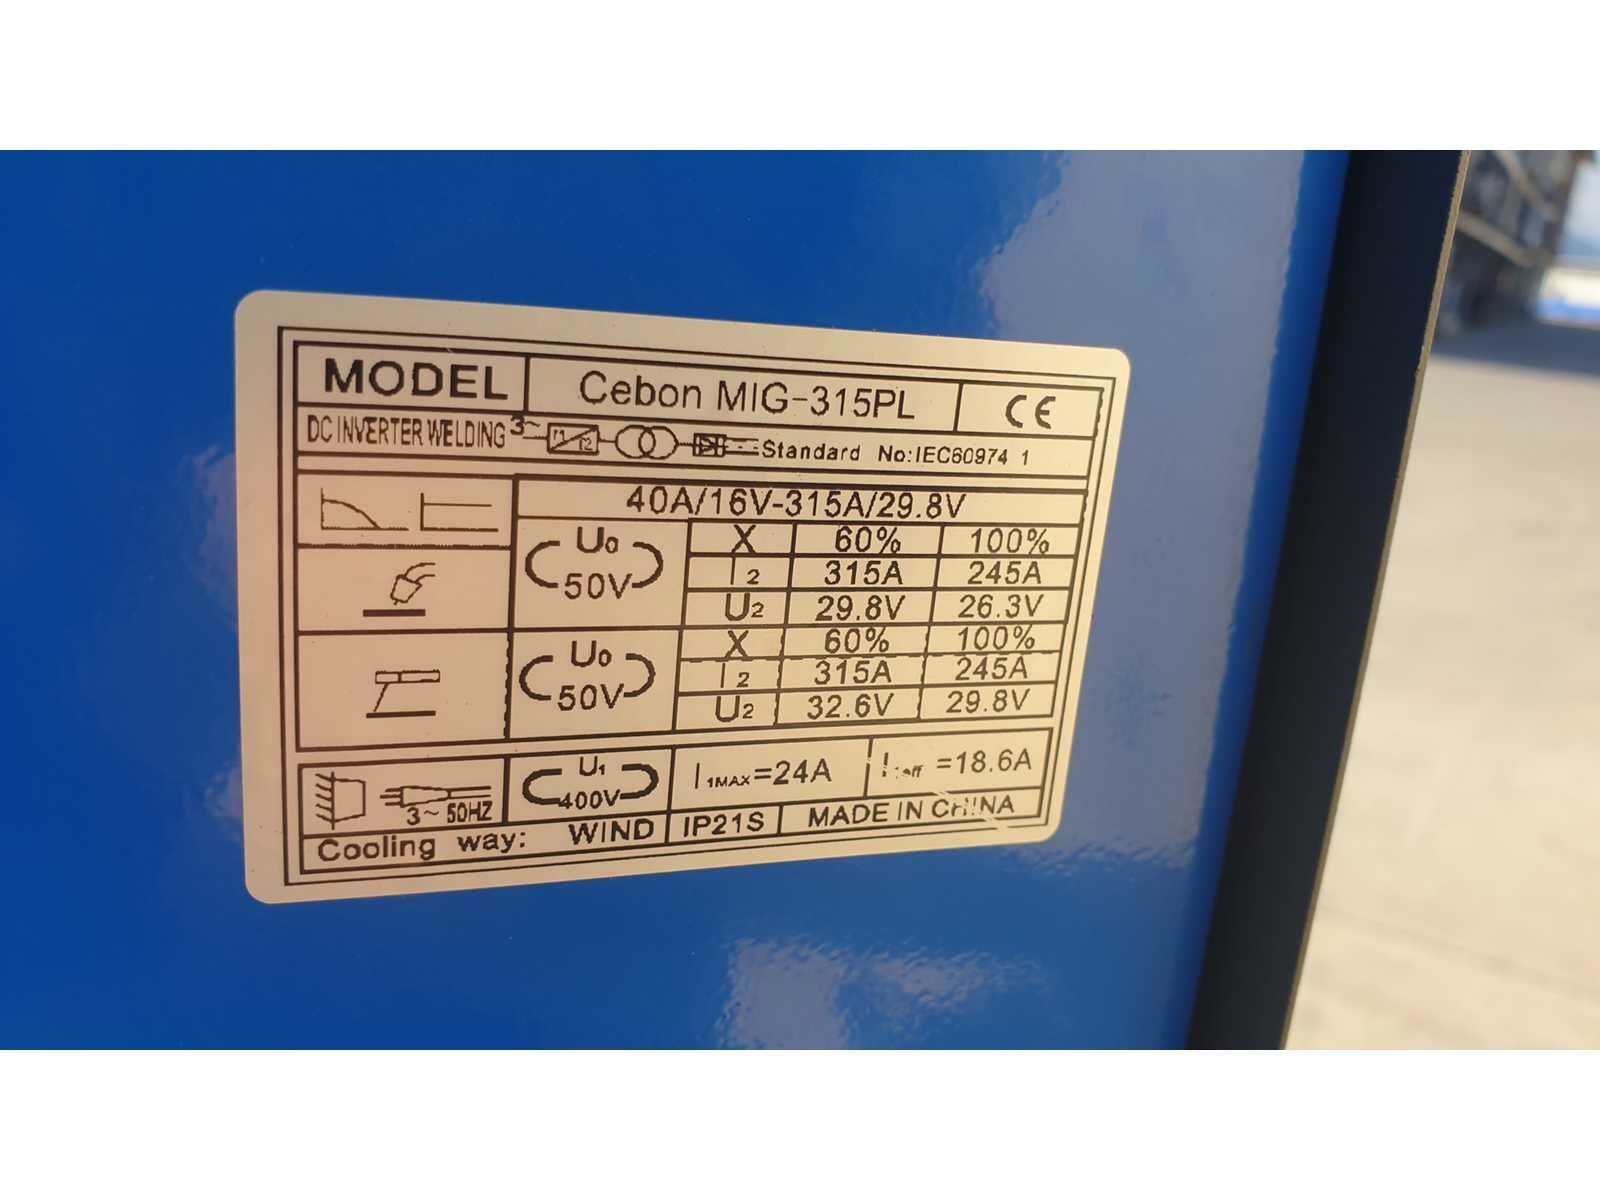 MODEL Cebon MIG-315PL CE
DC INVERTER WELDING 3~ Standard No:IEC60974 1
40A/16V-315A/29.8V
U0 50V
X 60% 100%
I2 315A 245A
U2 29.8V 26.3V
U0 50V
X 60% 100%
I2 315A 245A
U2 32.6V 29.8V
3~ 50HZ
U1 400V
I1MAX=24A
I1eff =18.6A
Cooling way: WIND IP21S MADE IN CHINA